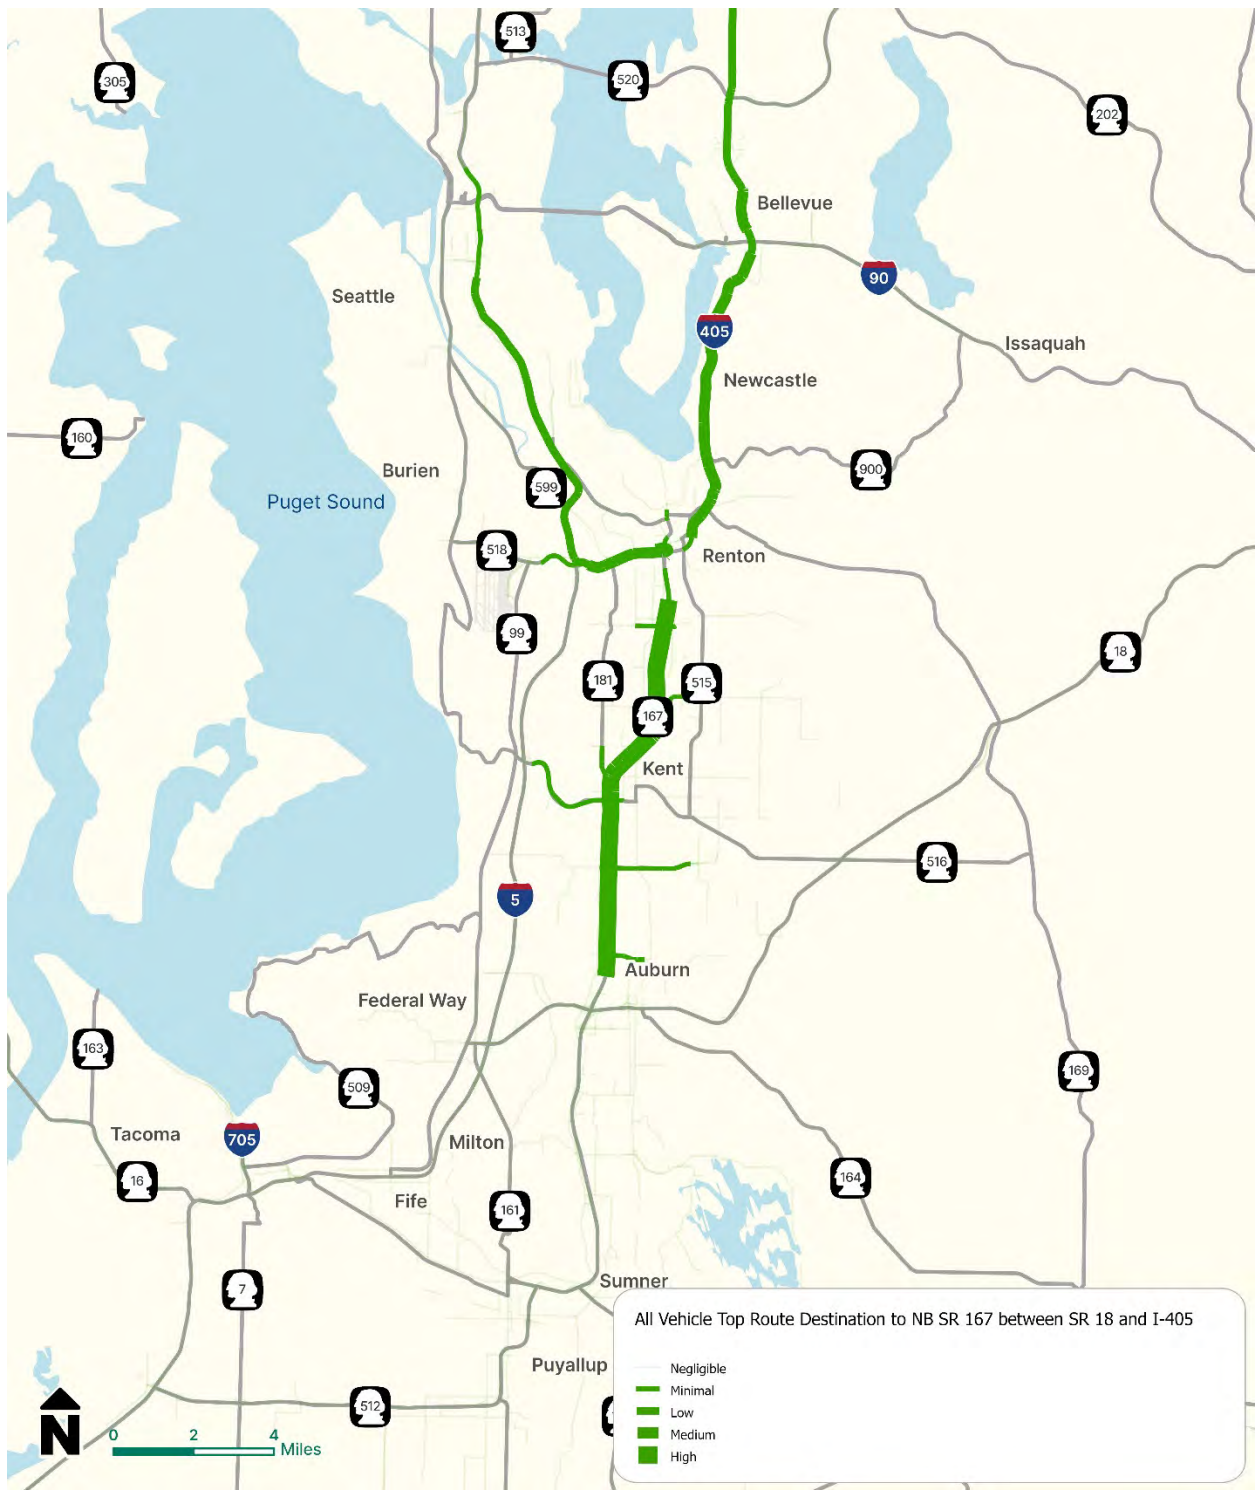 513
305
520
202
Bellevue
90
Seattle
405
Issaquah
Newcastle
160
Burien
900
599
Puget Sound
518
Renton
99
18
181
515
167
Kent
516
5
Auburn
Federal Way
163
169
509
Tacoma
705
Milton
16
164
Fife
161
7
Sumner
All Vehicle Top Route Destination to NB SR 167 between SR 18 and I-405
Puyallup
Negligible
Minimal
Low
Medium
High
512
N
0 2 4
Miles